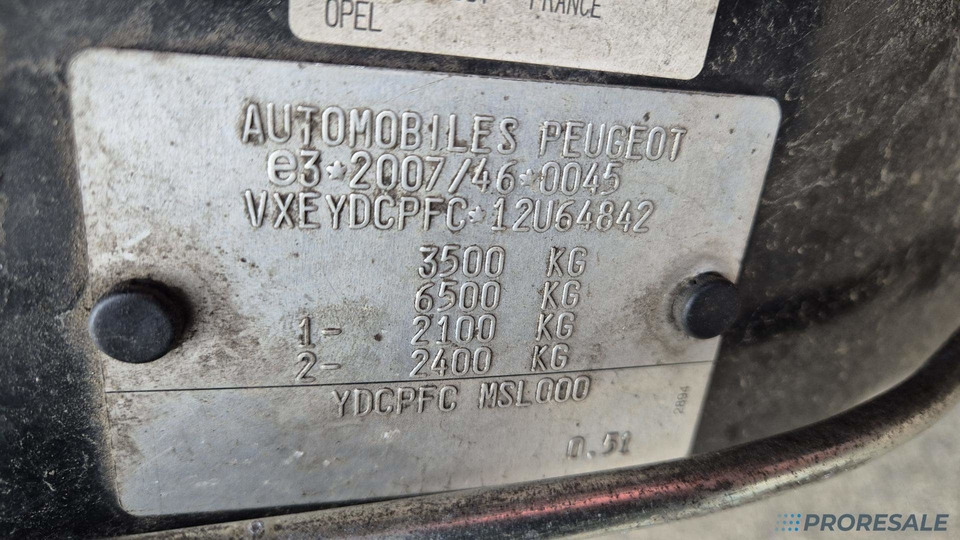 FRANCE
OPEL
AUTOMOBILES PEUGEOT
e3*2007/46*0045
VXEYDCPFC*12U64842
3500 KG
6500 KG
1- 2100 KG
2- 2400 KG
YDCPFC MSL000
2894
0.51
PRORESALE